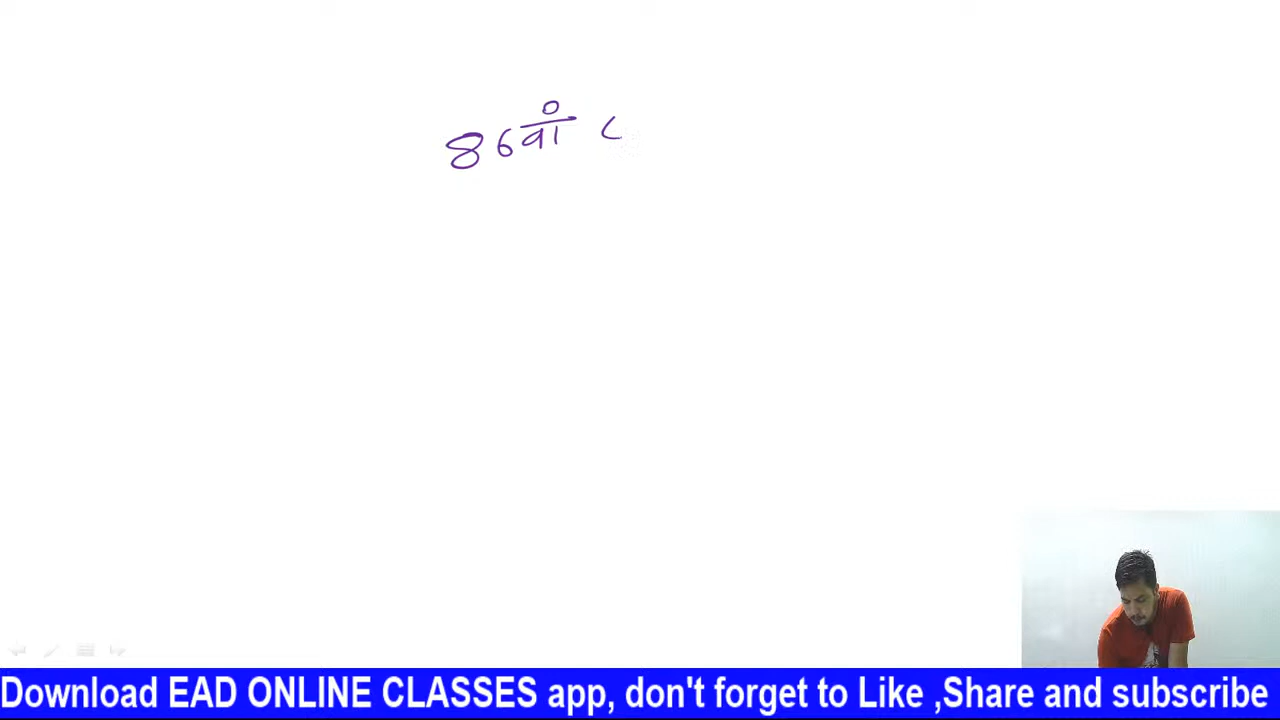 86वां
Download EAD ONLINE CLASSES app, don't forget to Like ,Share and subscribe